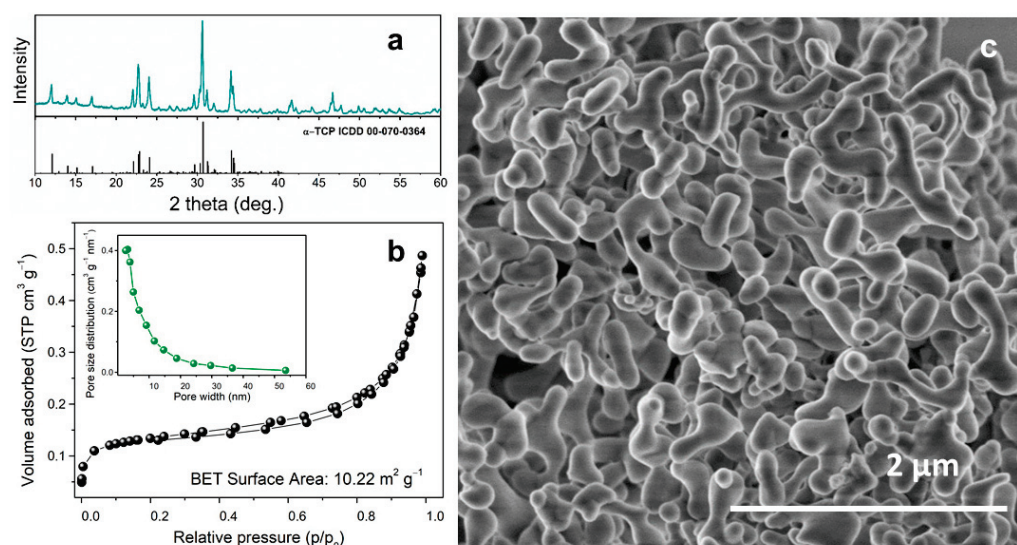 a
Intensity
α-TCP ICDD 00-070-0364
10 15 20 25 30 35 40 45 50 55 60
2 theta (deg.)
b
Volume adsorbed (STP cm³ g⁻¹)
0.5
0.4
0.3
0.2
0.1
Pore size distribution (cm³ g⁻¹ nm⁻¹)
0.4
0.2
0.0
10 20 30 40 50 60
Pore width (nm)
BET Surface Area: 10.22 m² g⁻¹
0.0 0.2 0.4 0.6 0.8 1.0
Relative pressure (p/p₀)
c
2 µm